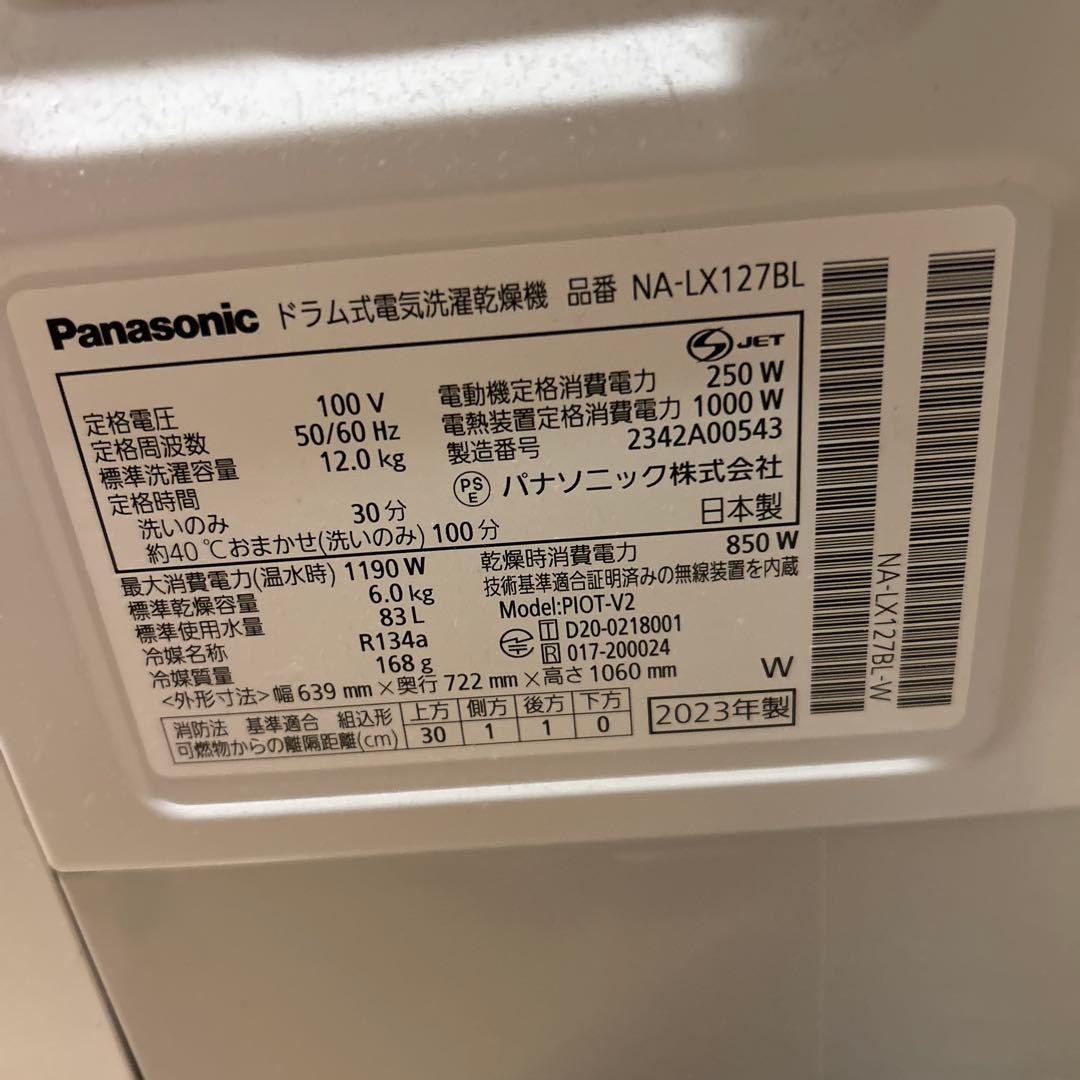 Panasonic ドラム式電気洗濯乾燥機 品番 NA-LX127BL
S JET
定格電圧 100 V
定格周波数 50/60 Hz
標準洗濯容量 12.0 kg
定格時間
洗いのみ 30分
約40℃おまかせ(洗いのみ) 100分
電動機定格消費電力 250 W
電熱装置定格消費電力 1000 W
製造番号 2342A00543
PSE パナソニック株式会社
日本製
最大消費電力(温水時) 1190 W
標準乾燥容量 6.0 kg
標準使用水量 83 L
冷媒名称 R134a
冷媒質量 168 g
乾燥時消費電力 850 W
技術基準適合証明済みの無線装置を内蔵
Model:PIOT-V2
T D20-0218001
R 017-200024
<外形寸法>幅 639 mm×奥行 722 mm×高さ 1060 mm
W
消防法 基準適合 組込形 上方 側方 後方 下方
可燃物からの離隔距離(cm) 30 1 1 0
2023年製
NA-LX127BL-W